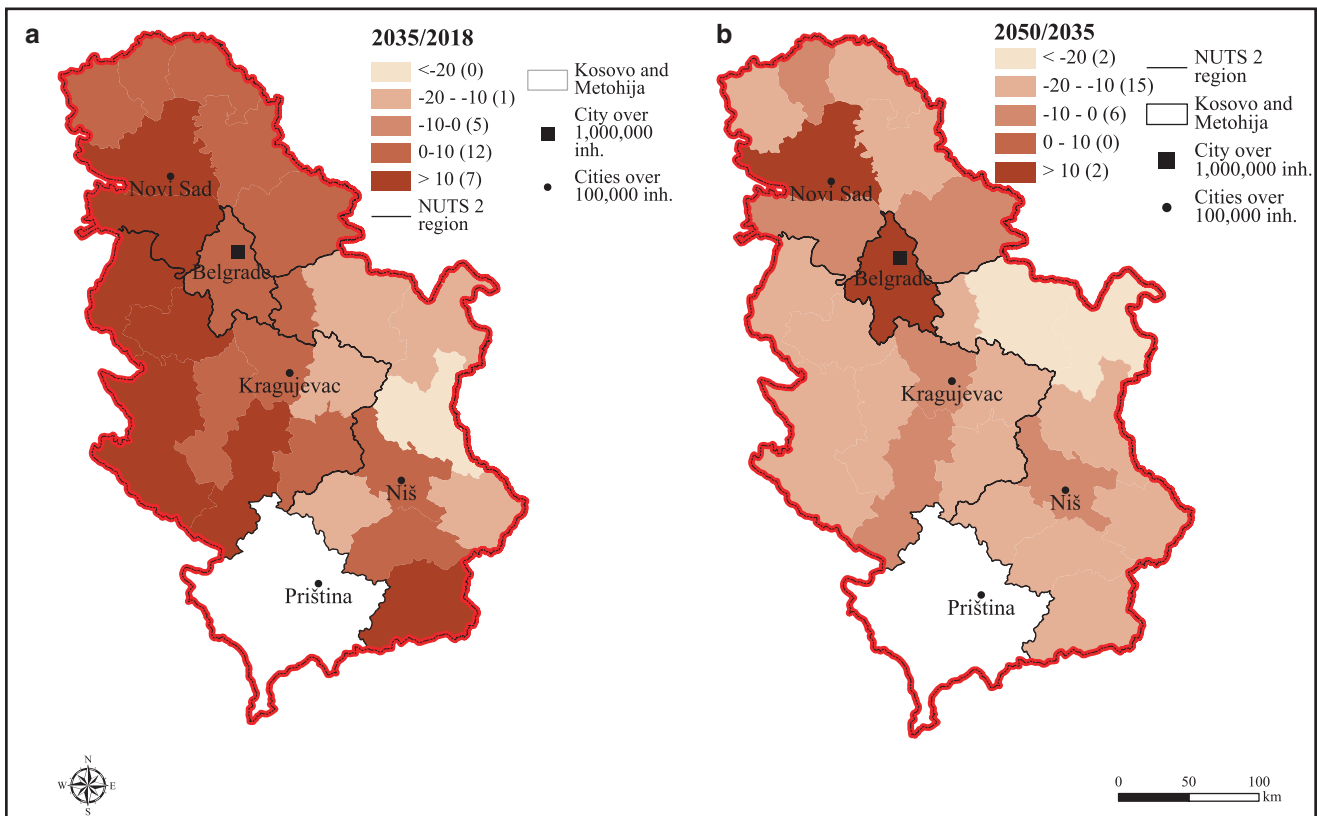 a
2035/2018
<-20 (0)
-20 - -10 (1)
-10-0 (5)
0-10 (12)
> 10 (7)
NUTS 2
region
Kosovo and
Metohija
City over
1,000,000
inh.
Cities over
100,000 inh.
Novi Sad
Belgrade
Kragujevac
Niš
Priština
N
W E
S
b
2050/2035
< -20 (2)
-20 - -10 (15)
-10 - 0 (6)
0 - 10 (0)
> 10 (2)
NUTS 2
region
Kosovo and
Metohija
City over
1,000,000 inh.
Cities over
100,000 inh.
Novi Sad
Belgrade
Kragujevac
Niš
Priština
0 50 100
km